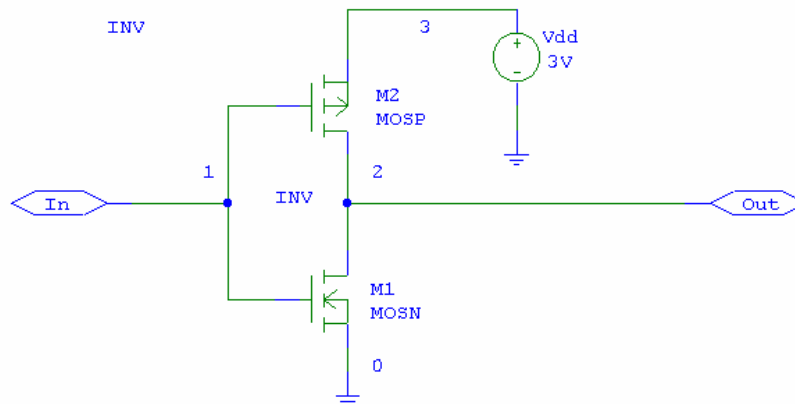 INV
3
Vdd
3V
+
-
M2
MOSP
1
2
In
INV
Out
M1
MOSN
0